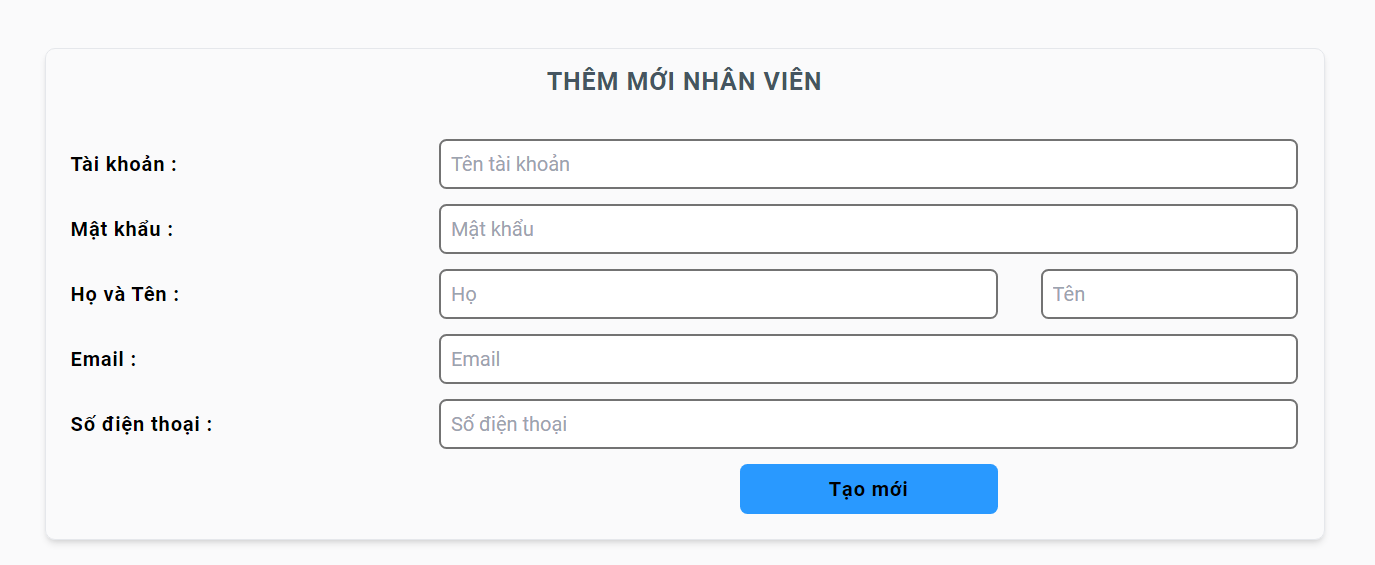 THÊM MỚI NHÂN VIÊN
Tài khoản : Tên tài khoản
Mật khẩu : Mật khẩu
Họ và Tên : Họ Tên
Email : Email
Số điện thoại : Số điện thoại
Tạo mới